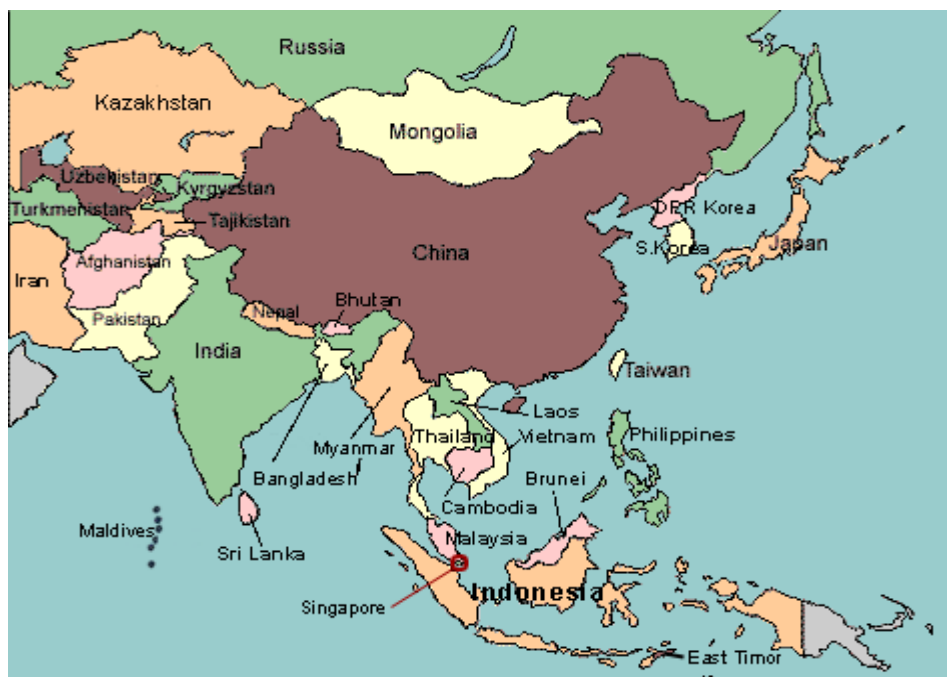 Russia
Kazakhstan
Mongolia
Uzbekistan
Kyrgyzstan
Turkmenistan
Tajikistan
DPR Korea
S.Korea
Japan
China
Afghanistan
Iran
Pakistan
Nepal
Bhutan
India
Taiwan
Laos
Thailand
Vietnam
Philippines
Myanmar
Bangladesh
Brunei
Cambodia
Maldives
Sri Lanka
Malaysia
Singapore
Indonesia
East Timor